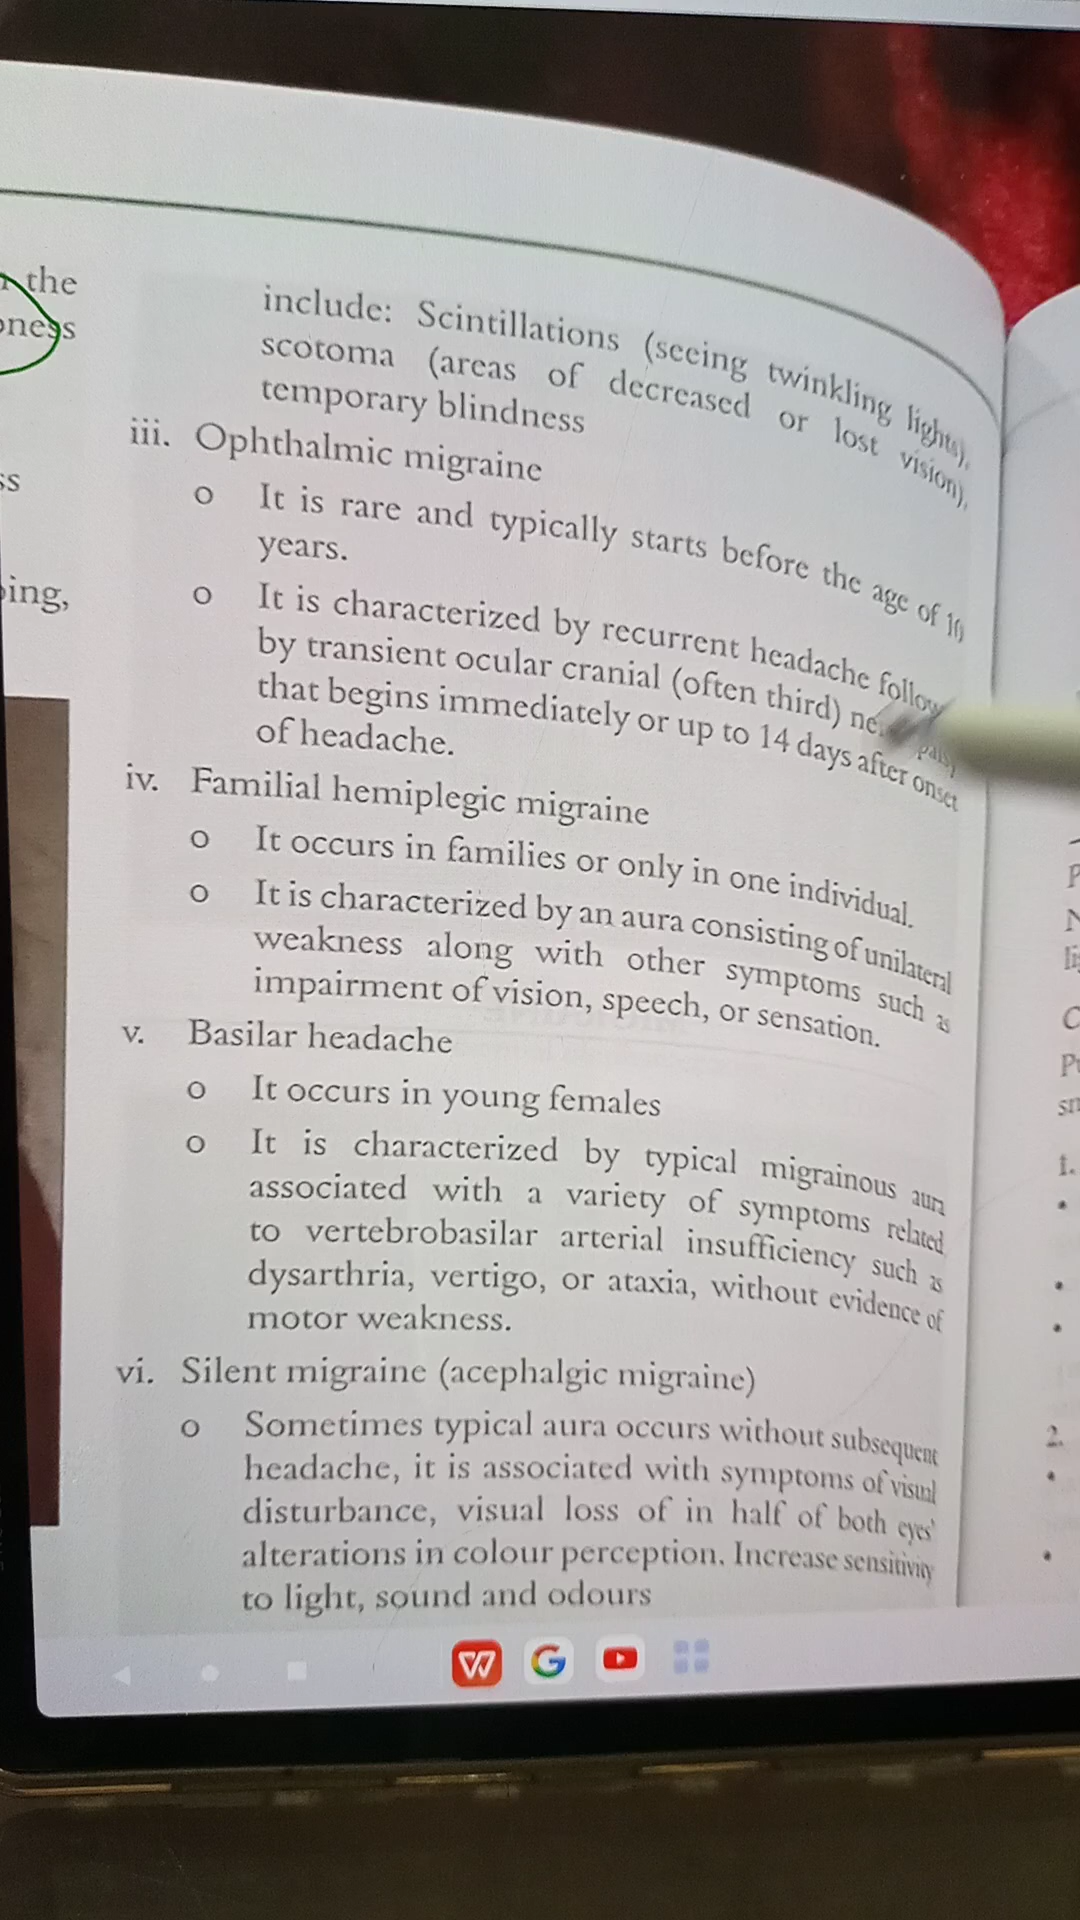 the
ness
ss
ing,
include: Scintillations (seeing twinkling lights),
scotoma (areas of decreased or lost vision),
temporary blindness
iii. Ophthalmic migraine
o It is rare and typically starts before the age of 10
years.
o It is characterized by recurrent headache follow
by transient ocular cranial (often third)
that begins immediately or up to 14 days after onset
of headache.
iv. Familial hemiplegic migraine
o It occurs in families or only in one individual.
o It is characterized by an aura consisting of unilateral
weakness along with other symptoms such as
impairment of vision, speech, or sensation.
v. Basilar headache
o It occurs in young females
o It is characterized by typical migrainous aura
associated with a variety of symptoms related
to vertebrobasilar arterial insufficiency such as
dysarthria, vertigo, or ataxia, without evidence of
motor weakness.
vi. Silent migraine (acephalgic migraine)
o Sometimes typical aura occurs without subsequent
headache, it is associated with symptoms of visual
disturbance, visual loss of in half of both eyes'
alterations in colour perception. Increase sensitivity
to light, sound and odours
1.
2.